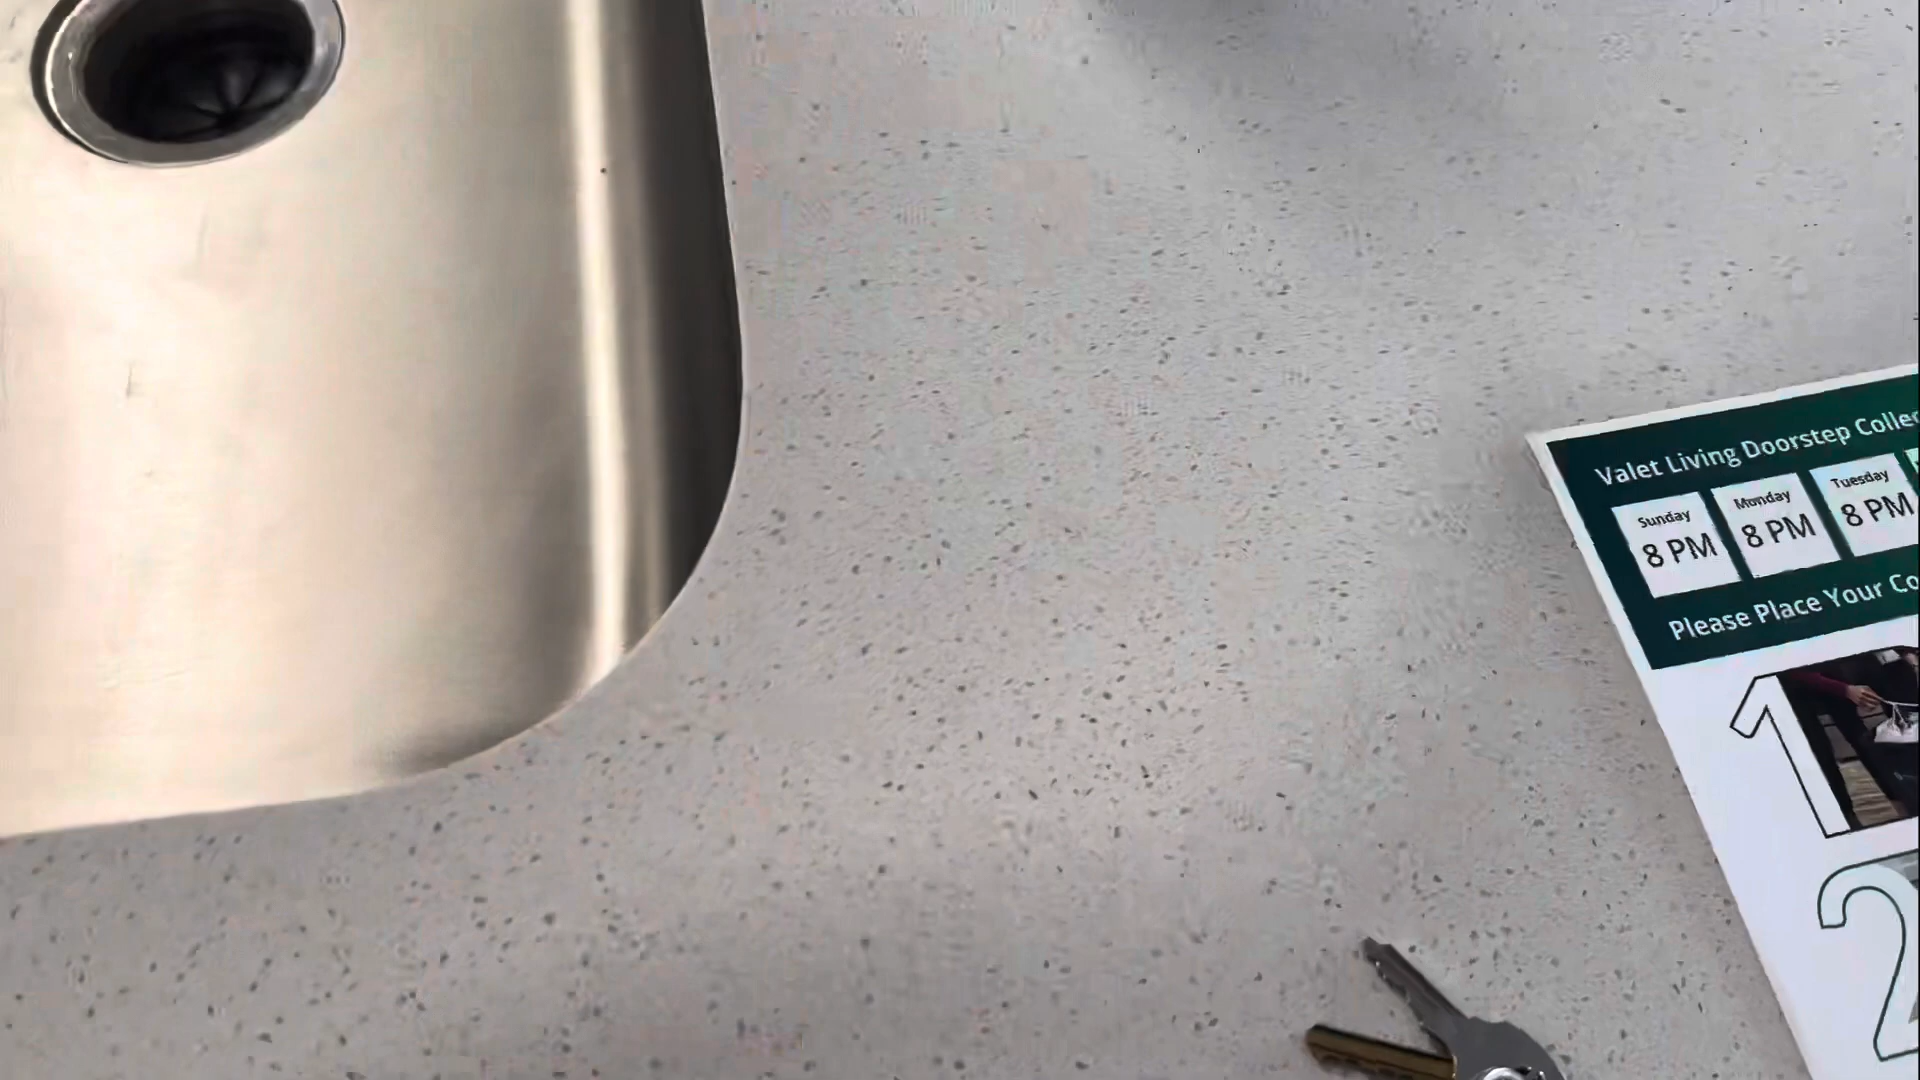 Valet Living Doorstep Collec
Sunday Monday Tuesday
8 PM 8 PM 8 PM
Please Place Your Co
1
2